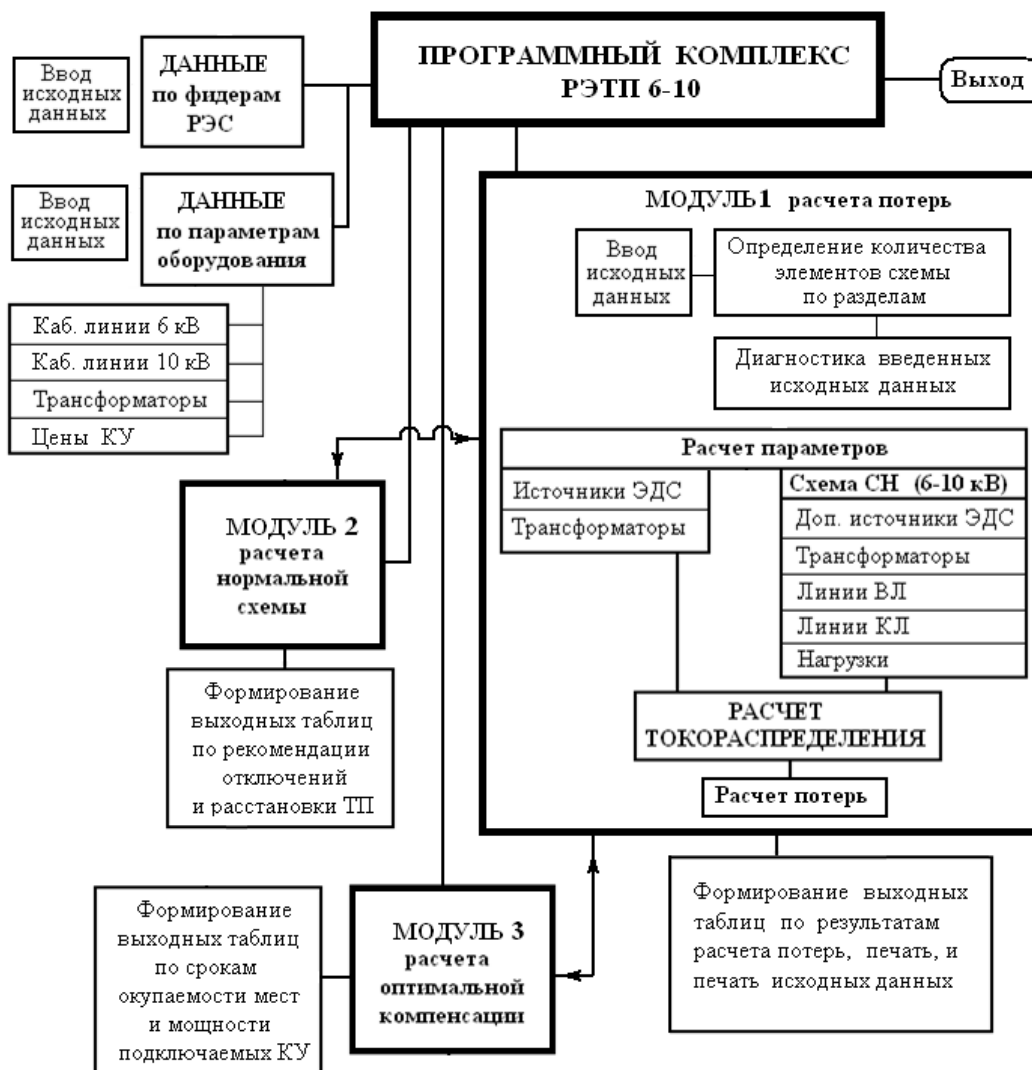 ПРОГРАММНЫЙ КОМПЛЕКС
РЭТП 6-10
Выход
Ввод
исходных
данных
ДАННЫЕ
по фидерам
РЭС
Ввод
исходных
данных
ДАННЫЕ
по параметрам
оборудования
Каб. линии 6 кВ
Каб. линии 10 кВ
Трансформаторы
Цены КУ
МОДУЛЬ 1 расчета потерь
Ввод
исходных
данных
Определение количества
элементов схемы
по разделам
Диагностика введенных
исходных данных
Расчет параметров
Источники ЭДС
Трансформаторы
Схема СН (6-10 кВ)
Доп. источники ЭДС
Трансформаторы
Линии ВЛ
Линии КЛ
Нагрузки
РАСЧЕТ
ТОКОРАСПРЕДЕЛЕНИЯ
Расчет потерь
МОДУЛЬ 2
расчета
нормальной
схемы
Формирование
выходных таблиц
по рекомендации
отключений
и расстановки ТП
Формирование
выходных таблиц
по срокам
окупаемости мест
и мощности
подключаемых КУ
МОДУЛЬ 3
расчета
оптимальной
компенсации
Формирование выходных
таблиц по результатам
расчета потерь, печать, и
печать исходных данных